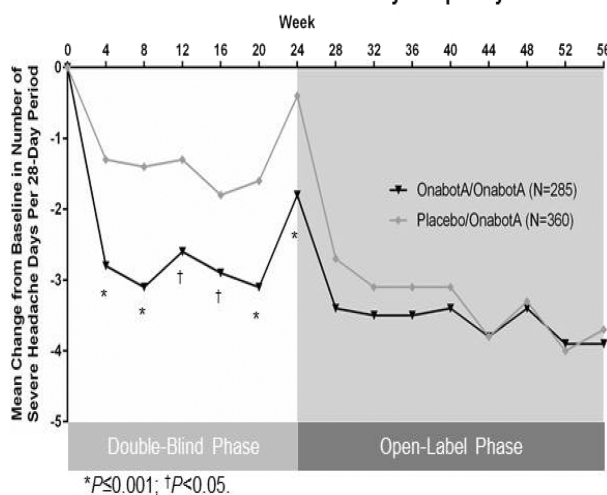 Week
0 4 8 12 16 20 24 28 32 36 40 44 48 52 56
Mean Change from Baseline in Number of
Severe Headache Days Per 28-Day Period
0
-1
-2
-3
-4
-5
OnabotA/OnabotA (N=285)
Placebo/OnabotA (N=360)
* * † † * *
Double-Blind Phase
Open-Label Phase
*P≤0.001; †P<0.05.